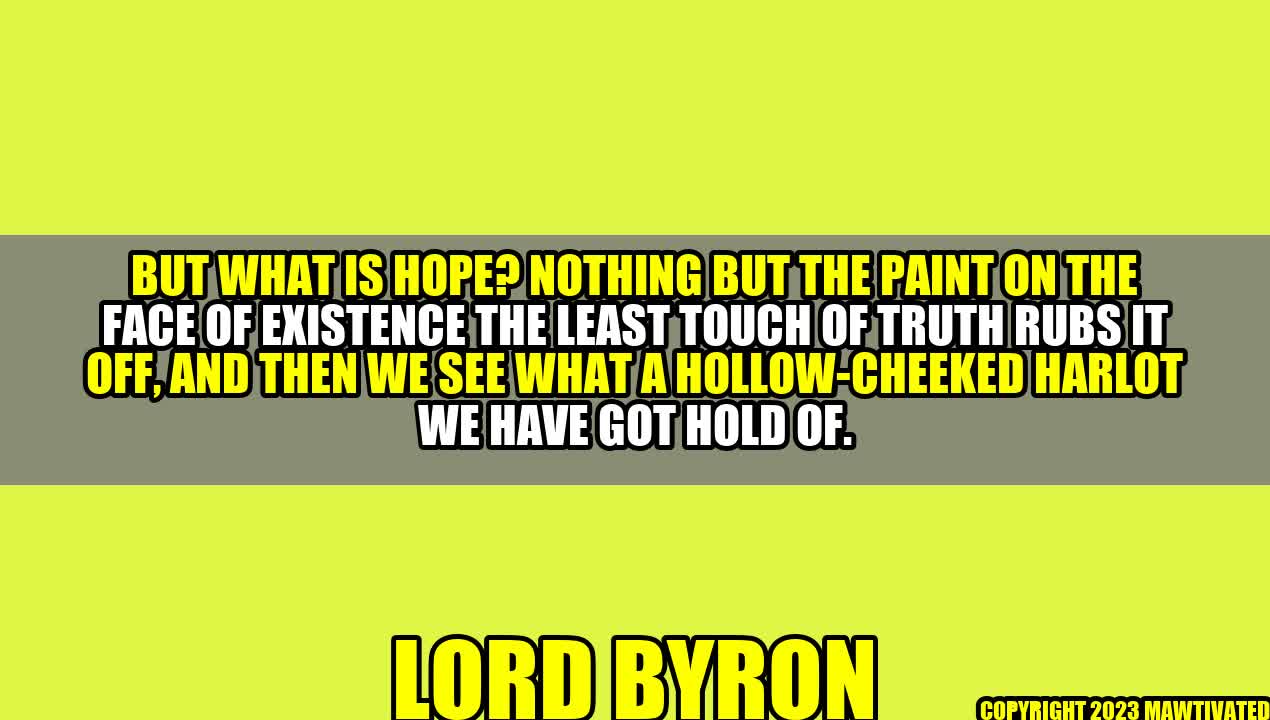 BUT WHAT IS HOPE? NOTHING BUT THE PAINT ON THE
FACE OF EXISTENCE THE LEAST TOUCH OF TRUTH RUBS IT
OFF, AND THEN WE SEE WHAT A HOLLOW-CHEEKED HARLOT
WE HAVE GOT HOLD OF.
LORD BYRON
COPYRIGHT 2023 MAWTIVATED